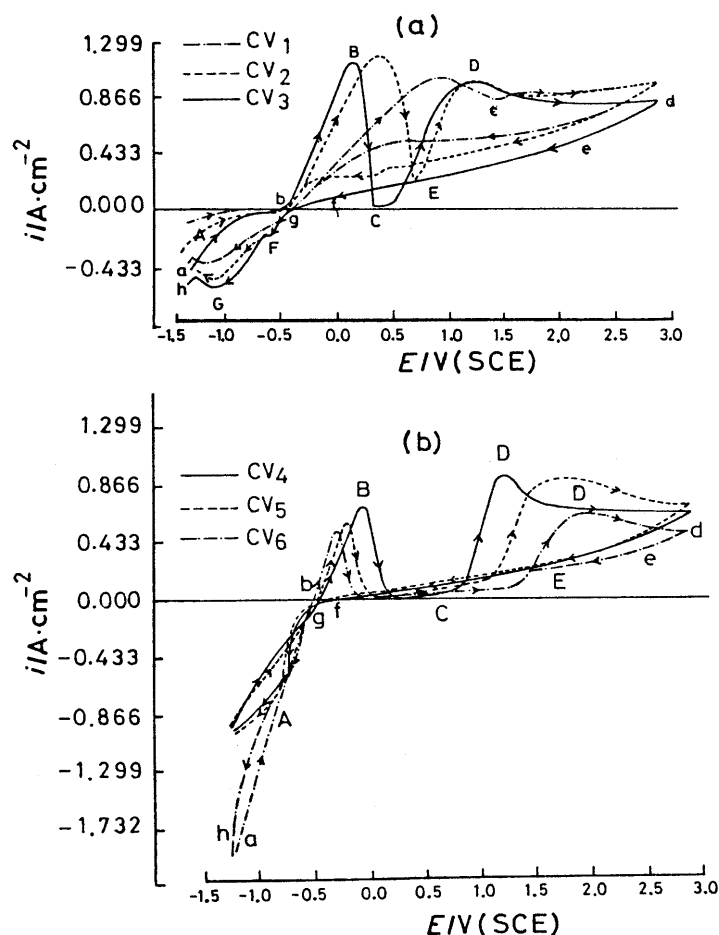 (a)
1.299
0.866
0.433
0.000
-0.433
i/A·cm-2
CV1
CV2
CV3
B
D
c
d
e
E
C
b
g
f
A
F
a
h
G
-1.5 -1.0 -0.5 0.0 0.5 1.0 1.5 2.0 2.5 3.0
E/V(SCE)
(b)
1.299
0.866
0.433
0.000
-0.433
-0.866
-1.299
-1.732
i/A·cm-2
CV4
CV5
CV6
B
D
D
d
e
E
C
b
g
f
A
h
a
-1.5 -1.0 -0.5 0.0 0.5 1.0 1.5 2.0 2.5 3.0
E/V(SCE)